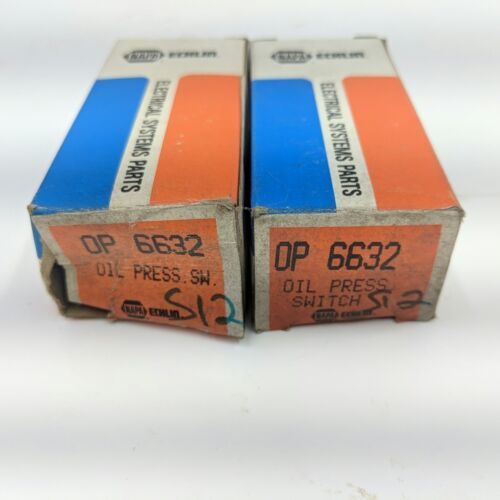 NAPA ECHLIN
ELECTRICAL SYSTEMS PARTS
OP 6632
OIL PRESS. SW.
NAPA ECHLIN
S12
NAPA ECHLIN
ELECTRICAL SYSTEMS PARTS
OP 6632
OIL PRESS
SWITCH S12
NAPA ECHLIN